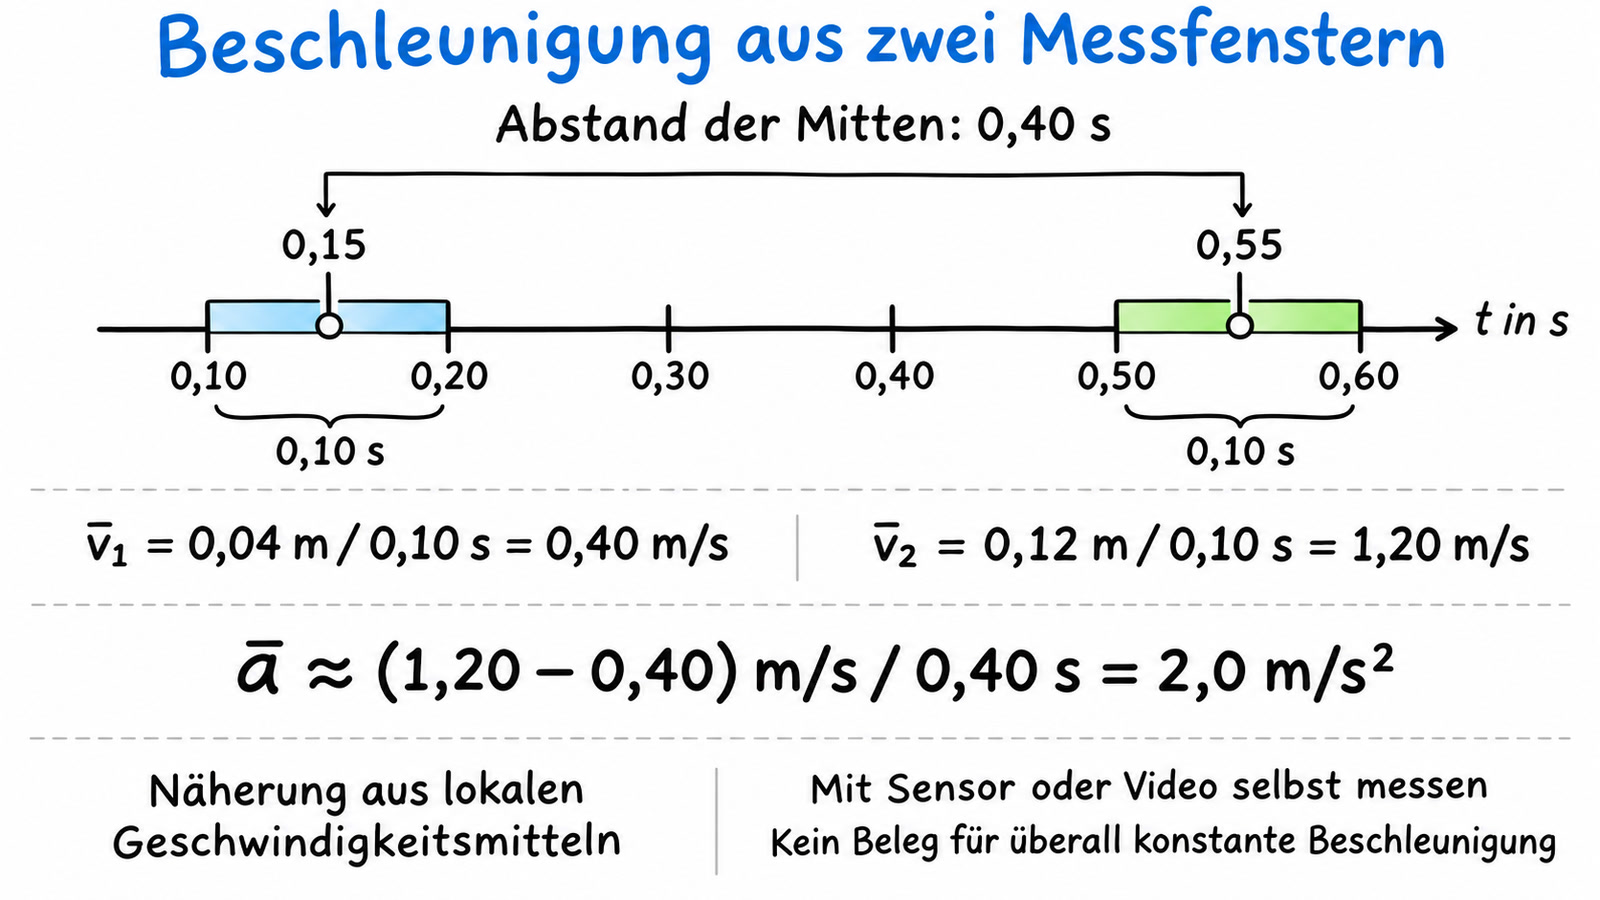 Beschleunigung aus zwei Messfenstern
Abstand der Mitten: 0,40 s
0,15
0,55
t in s
0,10
0,20
0,30
0,40
0,50
0,60
0,10 s
0,10 s
v̅₁ = 0,04 m / 0,10 s = 0,40 m/s
v̅₂ = 0,12 m / 0,10 s = 1,20 m/s
a̅ ≈ (1,20 – 0,40) m/s / 0,40 s = 2,0 m/s²
Näherung aus lokalen
Geschwindigkeitsmitteln
Mit Sensor oder Video selbst messen
Kein Beleg für überall konstante Beschleunigung